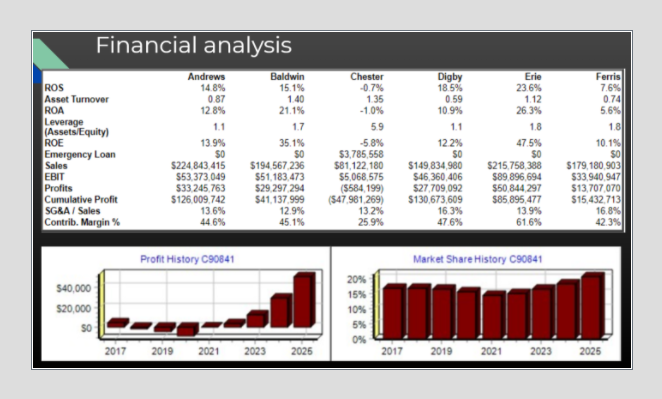 Financial analysis
Andrews Baldwin Chester Digby Erie Ferris
ROS 14.8% 15.1% -0.7% 18.5% 23.6% 7.6%
Asset Turnover 0.87 1.40 1.35 0.59 1.12 0.74
ROA 12.8% 21.1% -1.0% 10.9% 26.3% 5.6%
Leverage
(Assets/Equity) 1.1 1.7 5.9 1.1 1.8 1.8
ROE 13.9% 35.1% -5.8% 12.2% 47.5% 10.1%
Emergency Loan $0 $0 $3,785,558 $0 $0 $0
Sales $224,843,415 $194,567,236 $81,122,180 $149,834,980 $215,758,388 $179,180,903
EBIT $53,373,049 $51,183,473 $5,068,575 $46,360,406 $89,896,694 $33,940,947
Profits $33,245,763 $29,297,294 ($584,199) $27,709,092 $50,844,297 $13,707,070
Cumulative Profit $126,009,742 $41,137,999 ($47,981,269) $130,673,609 $85,895,477 $15,432,713
SG&A / Sales 13.6% 12.9% 13.2% 16.3% 13.9% 16.8%
Contrib. Margin % 44.6% 45.1% 25.9% 47.6% 61.6% 42.3%
Profit History C90841
$40,000
$20,000
$0
2017 2019 2021 2023 2025
Market Share History C90841
20%
15%
10%
5%
0%
2017 2019 2021 2023 2025